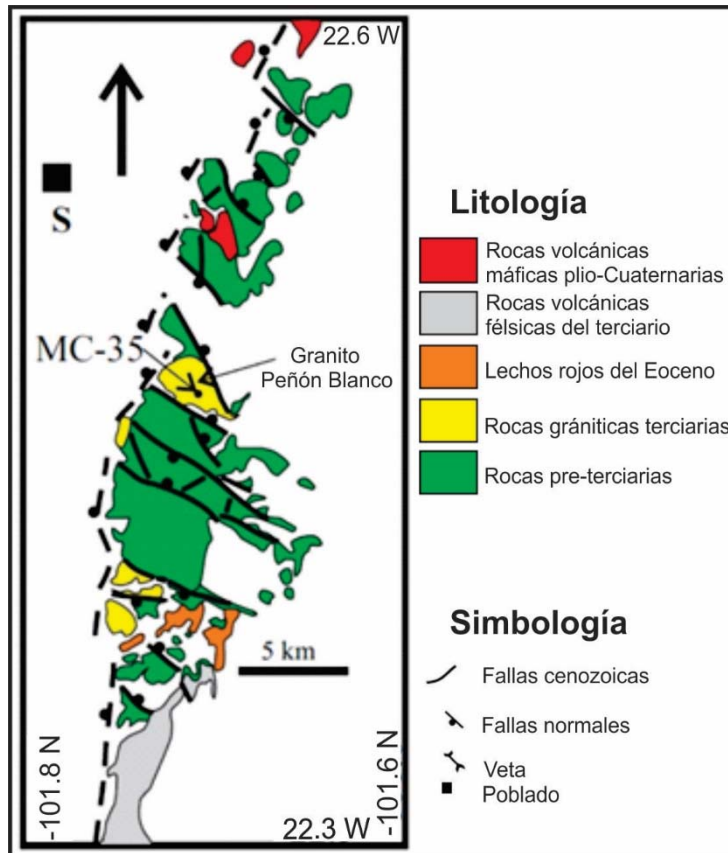 22.6 W
S
MC-35
Granito
Peñón Blanco
5 km
-101.8 N
-101.6 N
22.3 W
Litología
Rocas volcánicas
máficas plio-Cuaternarias
Rocas volcánicas
félsicas del terciario
Lechos rojos del Eoceno
Rocas grániticas terciarias
Rocas pre-terciarias
Simbología
Fallas cenozoicas
Fallas normales
Veta
Poblado